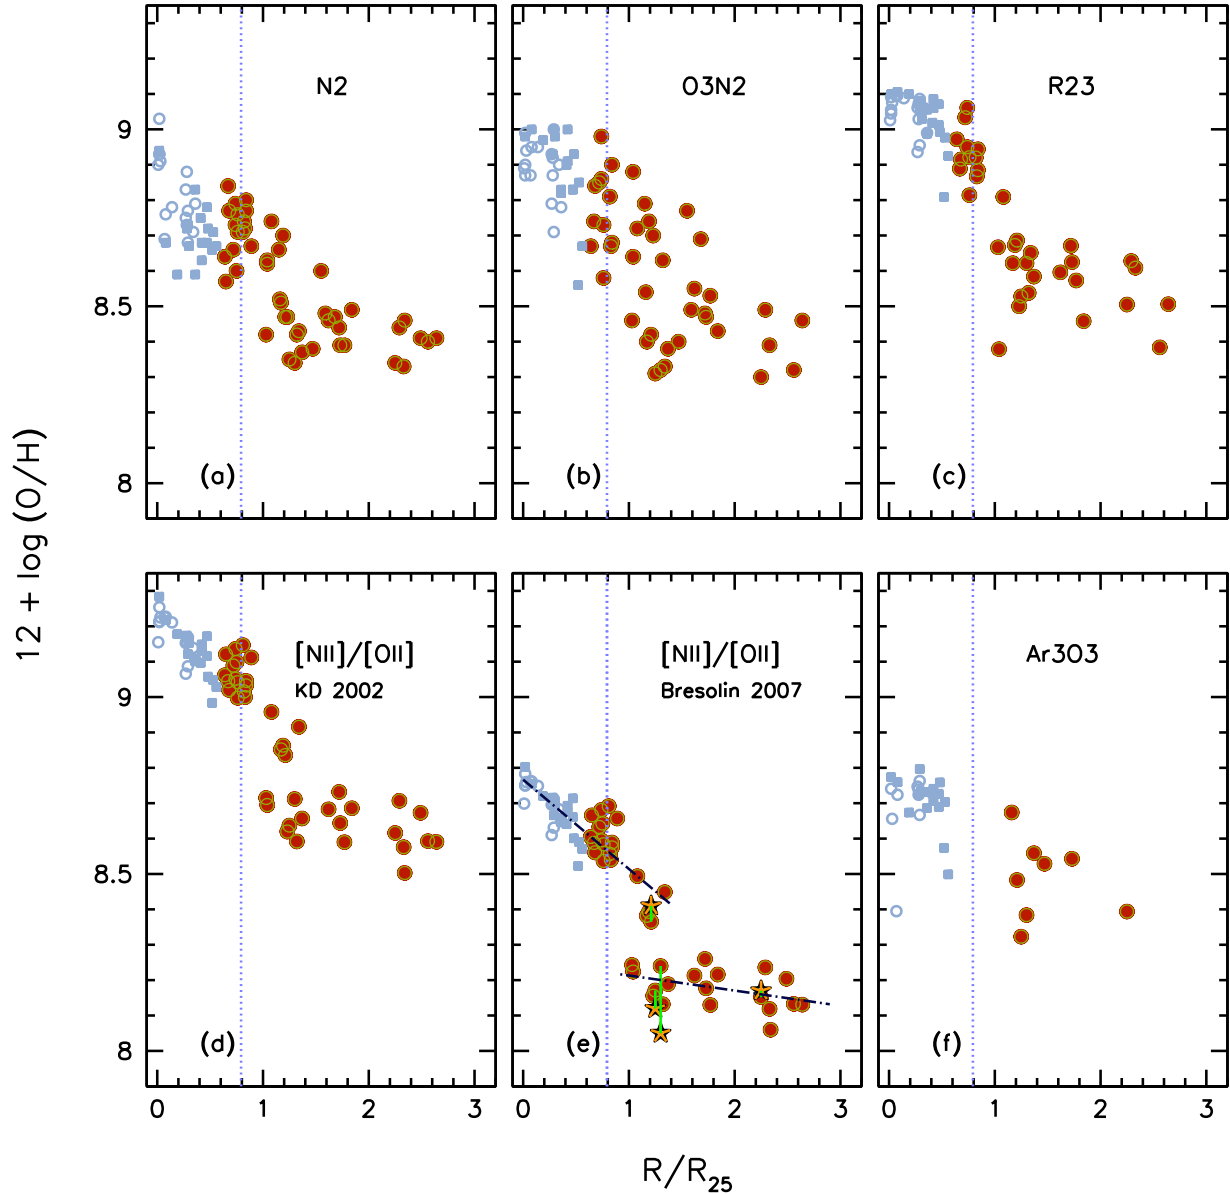 N2
O3N2
R23
9
8.5
8
(a)
(b)
(c)
12 + log (O/H)
[NII]/[OII]
KD 2002
[NII]/[OII]
Bresolin 2007
Ar3O3
9
8.5
8
(d)
(e)
(f)
0 1 2 3
0 1 2 3
0 1 2 3
R/R25